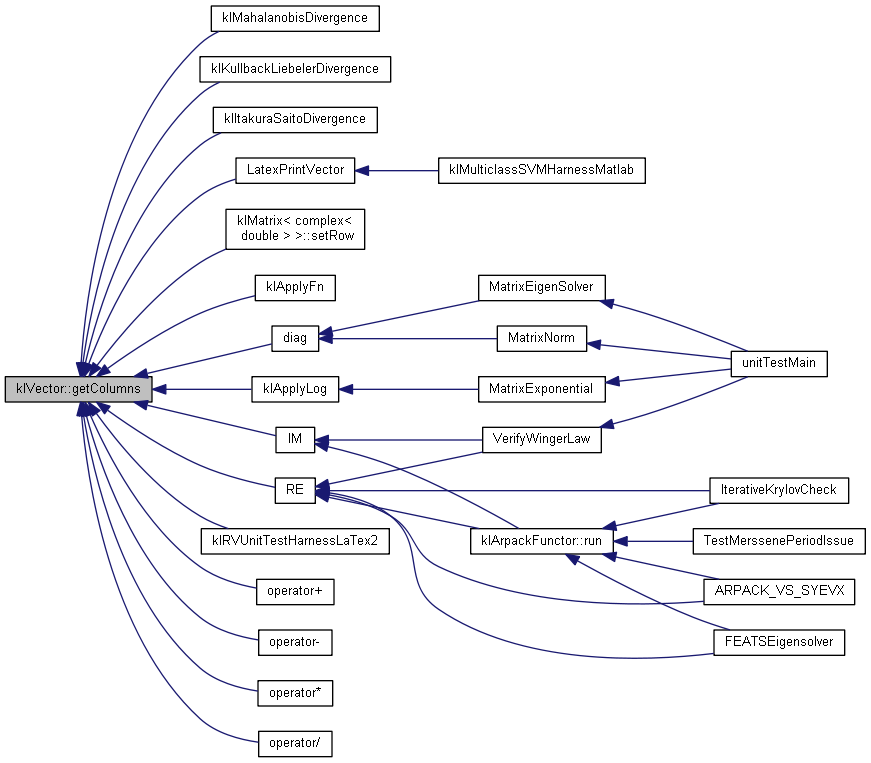 klMahalanobisDivergence
klKullbackLiebelerDivergence
klItakuraSaitoDivergence
LatexPrintVector
klMulticlassSVMHarnessMatlab
klMatrix< complex<
double > >::setRow
klApplyFn
MatrixEigenSolver
diag
MatrixNorm
unitTestMain
klVector::getColumns
klApplyLog
MatrixExponential
IM
VerifyWingerLaw
RE
IterativeKrylovCheck
klRVUnitTestHarnessLaTex2
klArpackFunctor::run
TestMerssenePeriodIssue
operator+
ARPACK_VS_SYEVX
operator-
FEATSEigensolver
operator*
operator/